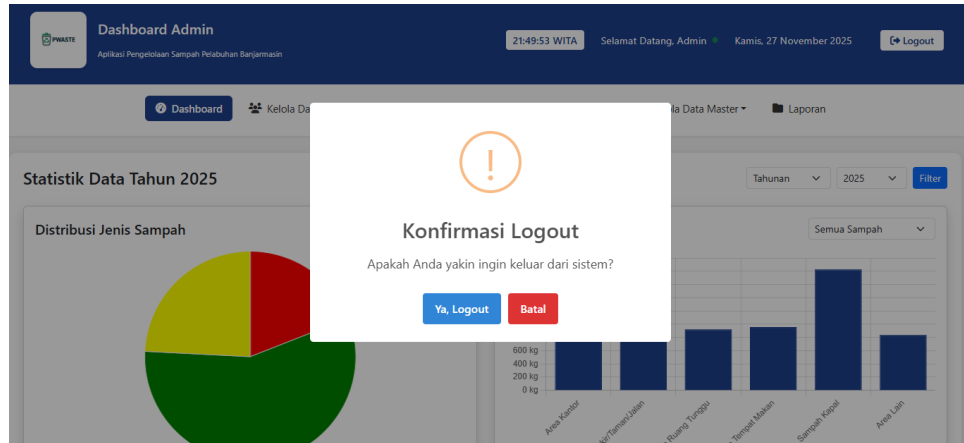 PWASTE
Dashboard Admin
Aplikasi Pengelolaan Sampah Pelabuhan Banjarmasin
21:49:53 WITA
Selamat Datang, Admin
Kamis, 27 November 2025
Logout
Dashboard
Kelola Da
la Data Master
Laporan
Statistik Data Tahun 2025
Tahunan
2025
Filter
Distribusi Jenis Sampah
Semua Sampah
!
Konfirmasi Logout
Apakah Anda yakin ingin keluar dari sistem?
Ya, Logout
Batal
600 kg
400 kg
200 kg
0 kg
Area Kantor
/Taman/Jalan
Ruang Tunggu
Tempat Makan
Sampah Kapal
Area Lain